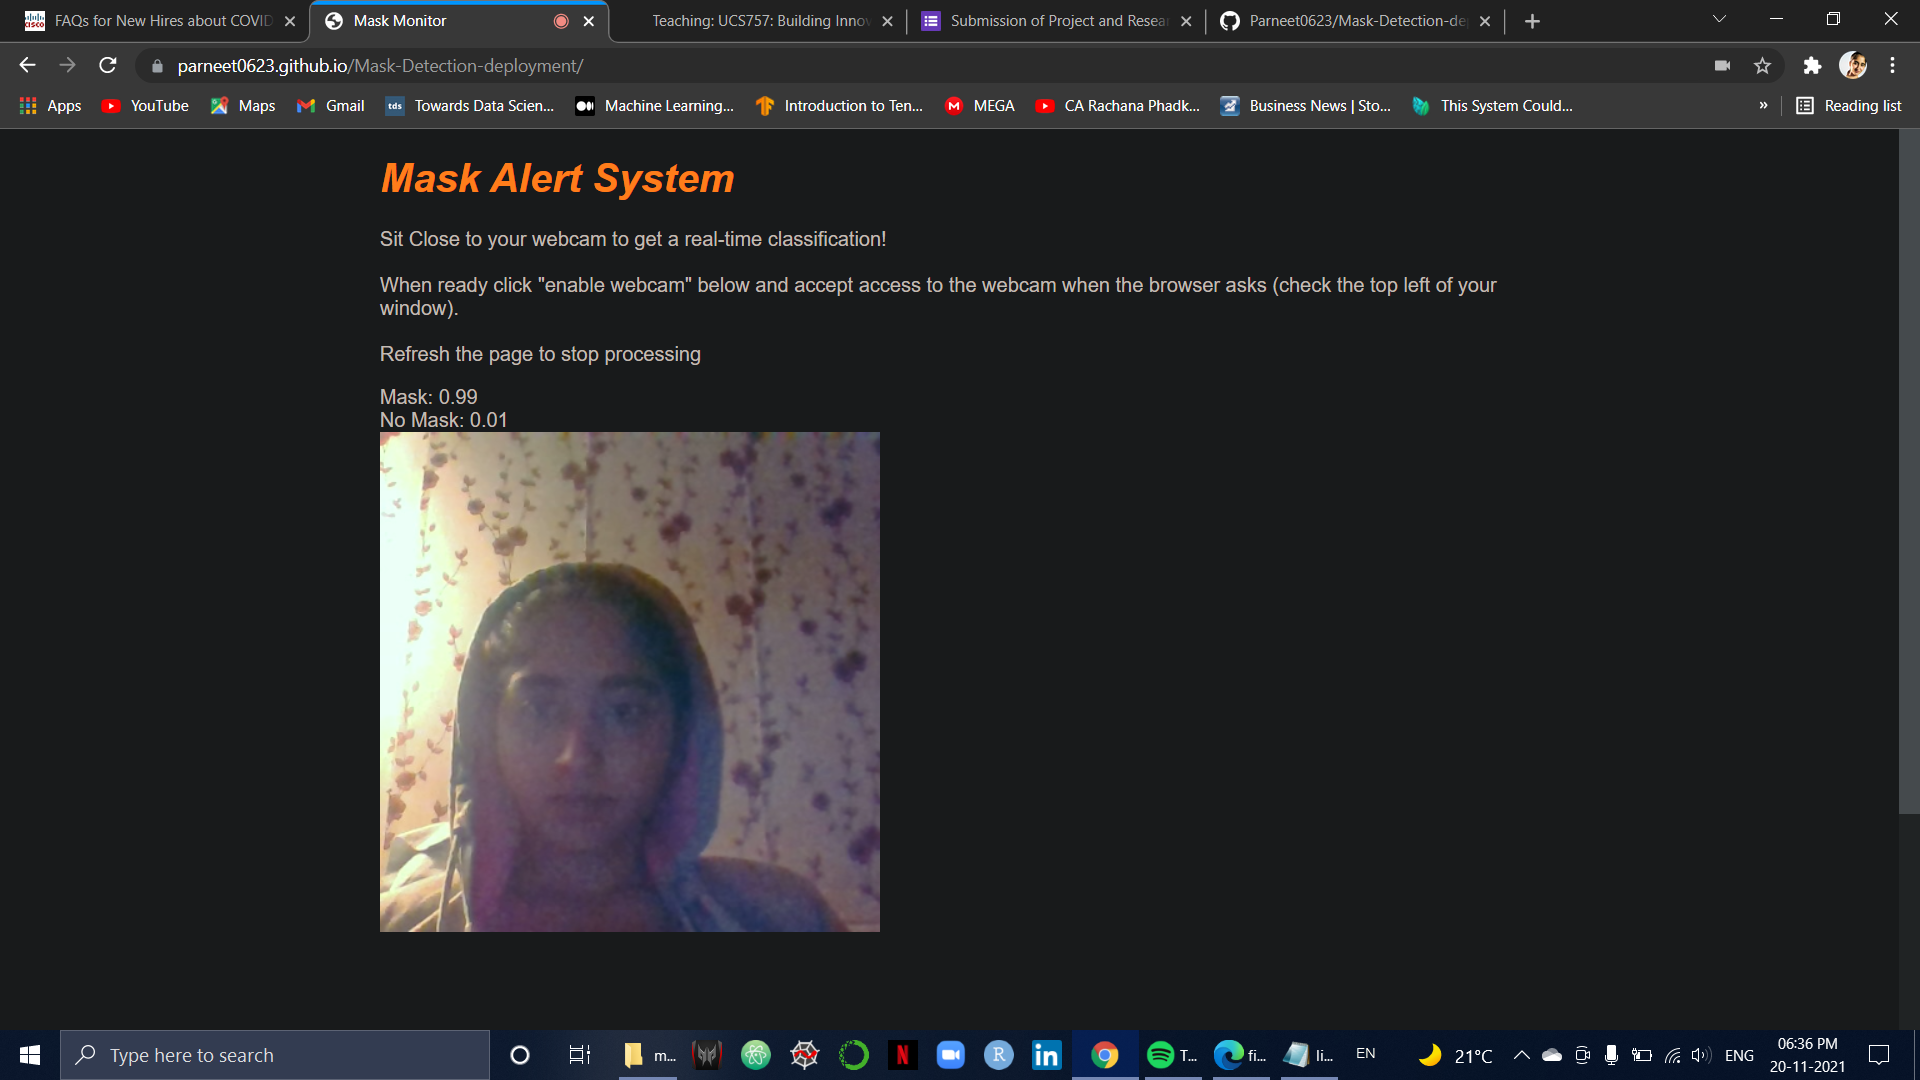 FAQs for New Hires about COVID
Mask Monitor
Teaching: UCS757: Building Innov
Submission of Project and Resear
Parneet0623/Mask-Detection-de
parneet0623.github.io/Mask-Detection-deployment/
Apps
YouTube
Maps
Gmail
tds
Towards Data Scien...
Machine Learning...
Introduction to Ten...
MEGA
CA Rachana Phadk...
Business News | Sto...
This System Could...
»
Reading list
Mask Alert System
Sit Close to your webcam to get a real-time classification!
When ready click "enable webcam" below and accept access to the webcam when the browser asks (check the top left of your
window).
Refresh the page to stop processing
Mask: 0.99
No Mask: 0.01
Type here to search
m...
T...
fi...
li...
EN
21°C
ENG
06:36 PM
20-11-2021